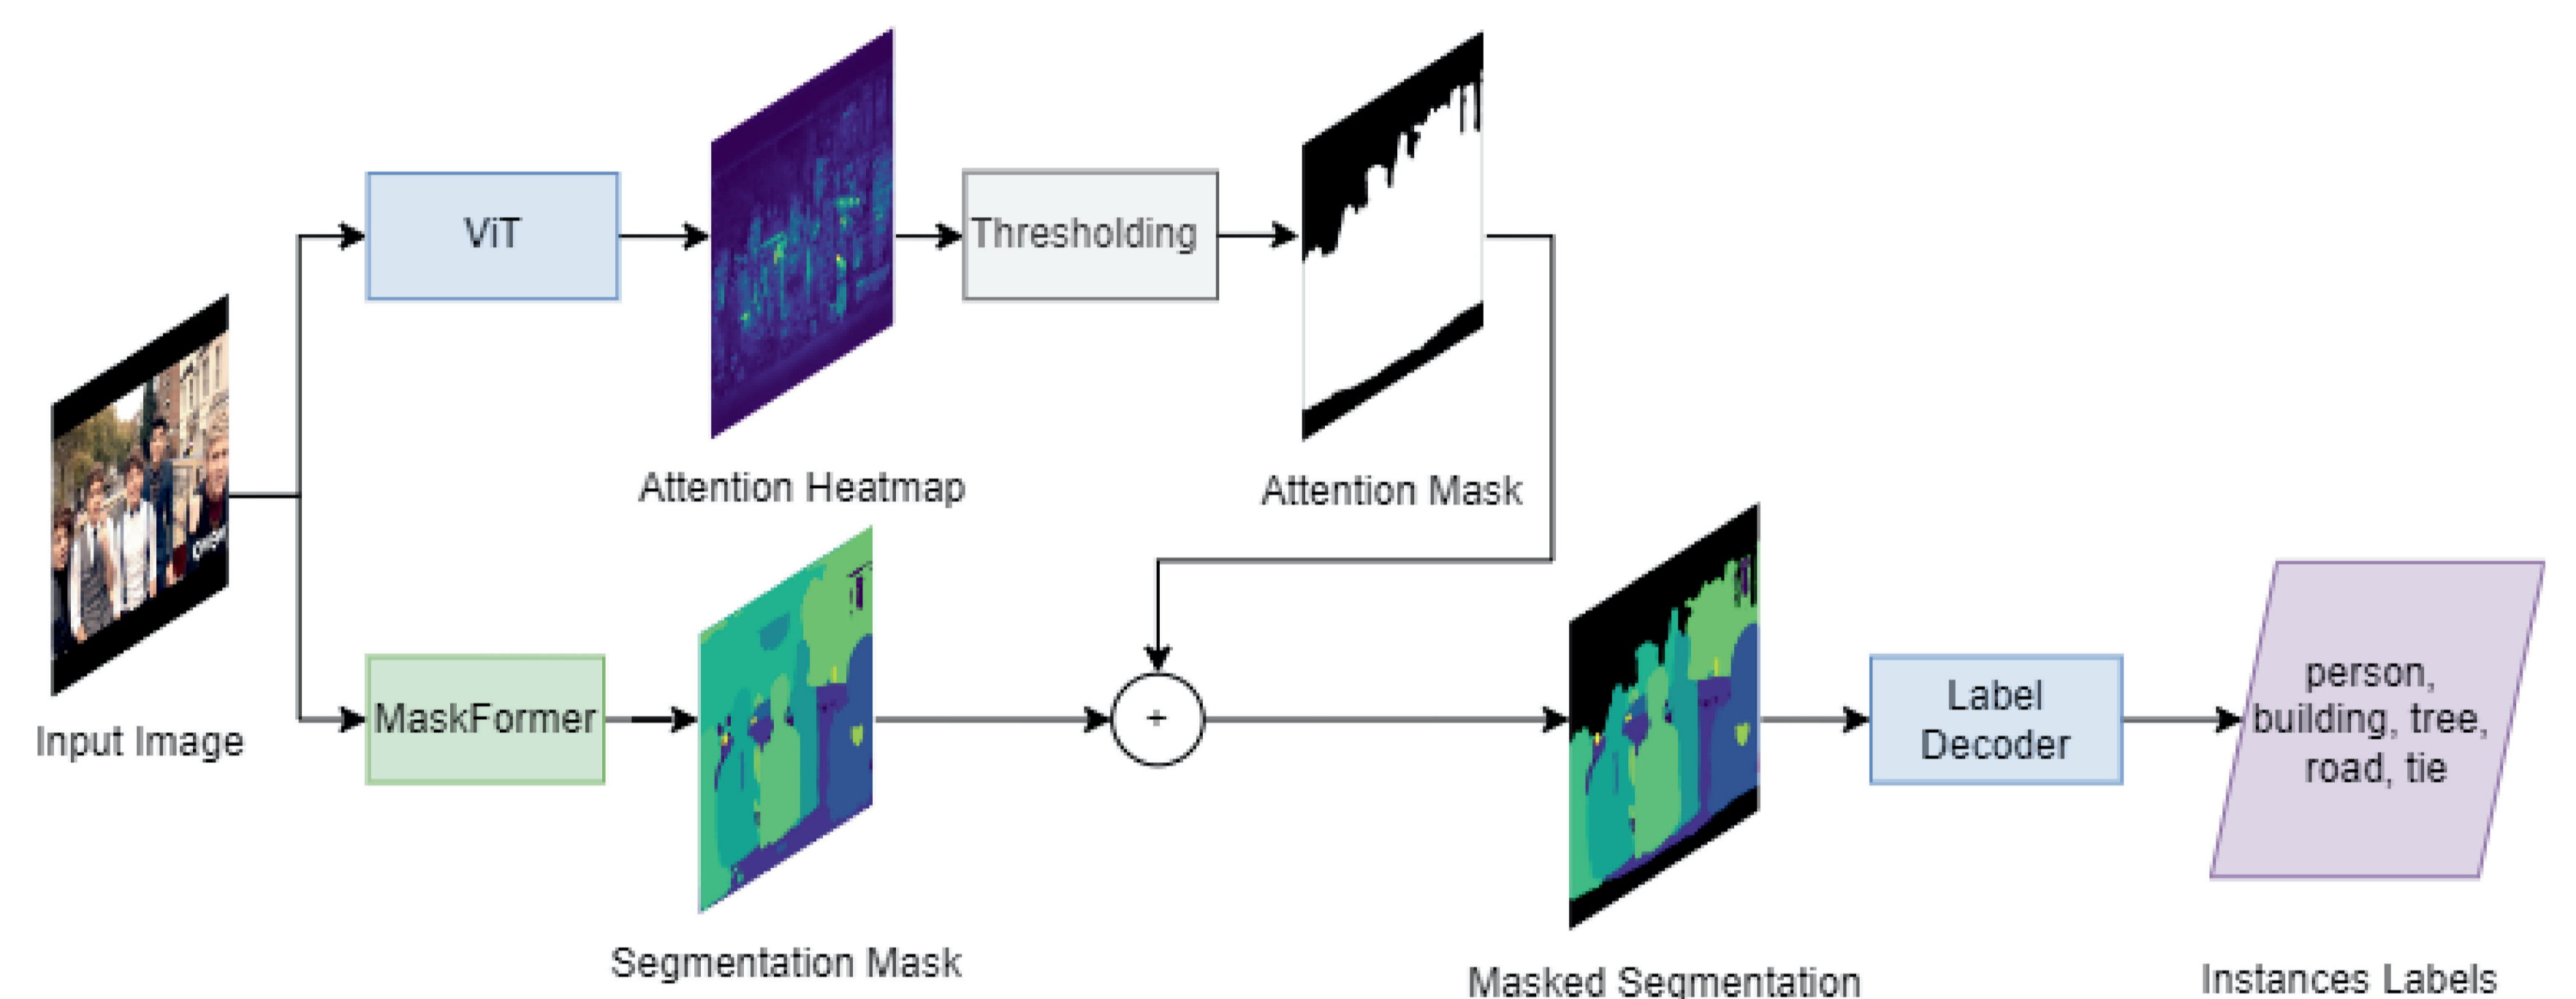 ViT
Thresholding
Attention Heatmap
Attention Mask
Input Image
MaskFormer
+
Label
Decoder
person,
building, tree,
road, tie
Segmentation Mask
Masked Segmentation
Instances Labels